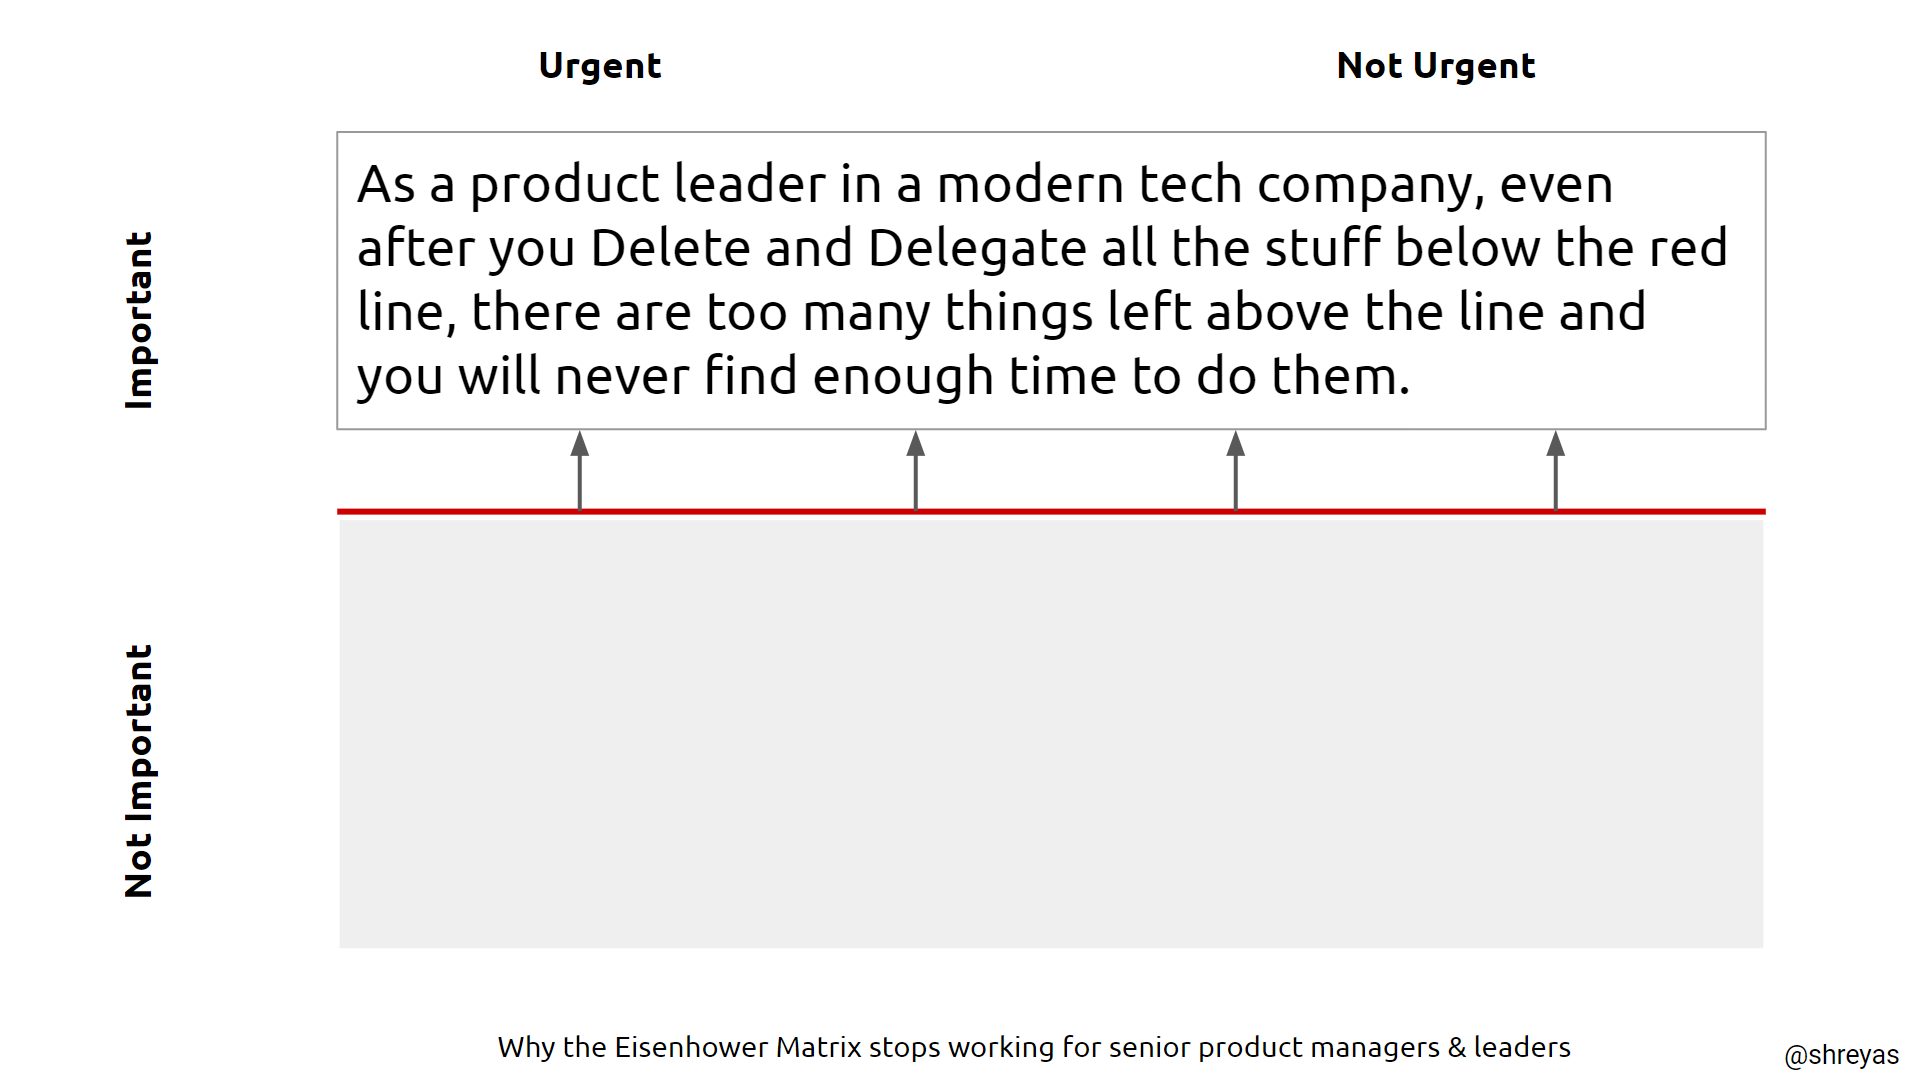 Urgent
Not Urgent
Important
As a product leader in a modern tech company, even
after you Delete and Delegate all the stuff below the red
line, there are too many things left above the line and
you will never find enough time to do them.
Not Important
Why the Eisenhower Matrix stops working for senior product managers & leaders
@shreyas